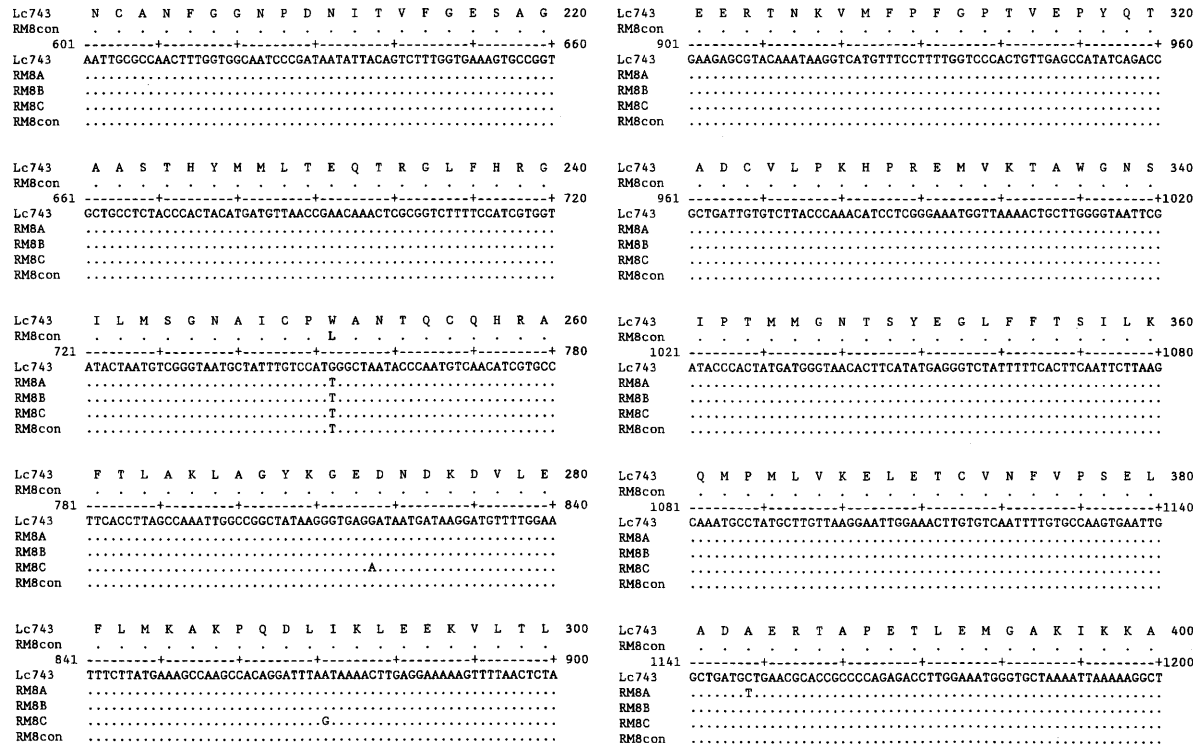 Lc743 N C A N F G G N P D N I T V F G E S A G 220
RM8con . . . . . . . . . . . . . . . . . . . .
601 ---------+---------+---------+---------+---------+---------+ 660
Lc743 AATTGCGCCAACTTTGGTGGCAATCCCGATAATATTACAGTCTTTGGTGAAAGTGCCGGT
RM8A ............................................................
RM8B ............................................................
RM8C ............................................................
RM8con ............................................................
Lc743 A A S T H Y M M L T E Q T R G L F H R G 240
RM8con . . . . . . . . . . . . . . . . . . . .
661 ---------+---------+---------+---------+---------+---------+ 720
Lc743 GCTGCCTCTACCCACTACATGATGTTAACCGAACAAACTCGCGGTCTTTTCCATCGTGGT
RM8A ............................................................
RM8B ............................................................
RM8C ............................................................
RM8con ............................................................
Lc743 I L M S G N A I C P W A N T Q C Q H R A 260
RM8con . . . . . . . . . . L . . . . . . . . .
721 ---------+---------+---------+---------+---------+---------+ 780
Lc743 ATACTAATGTCGGGTAATGCTATTTGTCCATGGGCTAATACCCAATGTCAACATCGTGCC
RM8A ...............................T............................
RM8B ...............................T............................
RM8C ...............................T............................
RM8con ...............................T............................
Lc743 F T L A K L A G Y K G E D N D K D V L E 280
RM8con . . . . . . . . . . . . . . . . . . . .
781 ---------+---------+---------+---------+---------+---------+ 840
Lc743 TTCACCTTAGCCAAATTGGCCGGCTATAAGGGTGAGGATAATGATAAGGATGTTTTGGAA
RM8A ............................................................
RM8B ............................................................
RM8C ....................................A.......................
RM8con ............................................................
Lc743 F L M K A K P Q D L I K L E E K V L T L 300
RM8con . . . . . . . . . . . . . . . . . . . .
841 ---------+---------+---------+---------+---------+---------+ 900
Lc743 TTTCTTATGAAAGCCAAGCCACAGGATTTAATAAAACTTGAGGAAAAAGTTTTAACTCTA
RM8A ............................................................
RM8B ............................................................
RM8C ..............................G.............................
RM8con ............................................................
Lc743 E E R T N K V M F P F G P T V E P Y Q T 320
RM8con . . . . . . . . . . . . . . . . . . . .
901 ---------+---------+---------+---------+---------+---------+ 960
Lc743 GAAGAGCGTACAAATAAGGTCATGTTTCCTTTTGGTCCCACTGTTGAGCCATATCAGACC
RM8A ............................................................
RM8B ............................................................
RM8C ............................................................
RM8con ............................................................
Lc743 A D C V L P K H P R E M V K T A W G N S 340
RM8con . . . . . . . . . . . . . . . . . . . .
961 ---------+---------+---------+---------+---------+---------+ 1020
Lc743 GCTGATTGTGTCTTACCCAAACATCCTCGGGAAATGGTTAAAACTGCTTGGGGTAATTCG
RM8A ............................................................
RM8B ............................................................
RM8C ............................................................
RM8con ............................................................
Lc743 I P T M M G N T S Y E G L F F T S I L K 360
RM8con . . . . . . . . . . . . . . . . . . . .
1021 ---------+---------+---------+---------+---------+---------+ 1080
Lc743 ATACCCACTATGATGGGTAACACTTCATATGAGGGTCTATTTTTCACTTCAATTCTTAAG
RM8A ............................................................
RM8B ............................................................
RM8C ............................................................
RM8con ............................................................
Lc743 Q M P M L V K E L E T C V N F V P S E L 380
RM8con . . . . . . . . . . . . . . . . . . . .
1081 ---------+---------+---------+---------+---------+---------+ 1140
Lc743 CAAATGCCTATGCTTGTTAAGGAATTGGAAACTTGTGTCAATTTTGTGCCAAGTGAATTG
RM8A ............................................................
RM8B ............................................................
RM8C ............................................................
RM8con ............................................................
Lc743 A D A E R T A P E T L E M G A K I K K A 400
RM8con . . . . . . . . . . . . . . . . . . . .
1141 ---------+---------+---------+---------+---------+---------+ 1200
Lc743 GCTGATGCTGAACGCACCGCCCCAGAGACCTTGGAAATGGGTGCTAAAATTAAAAAGGCT
RM8A .......T....................................................
RM8B ............................................................
RM8C ............................................................
RM8con ............................................................